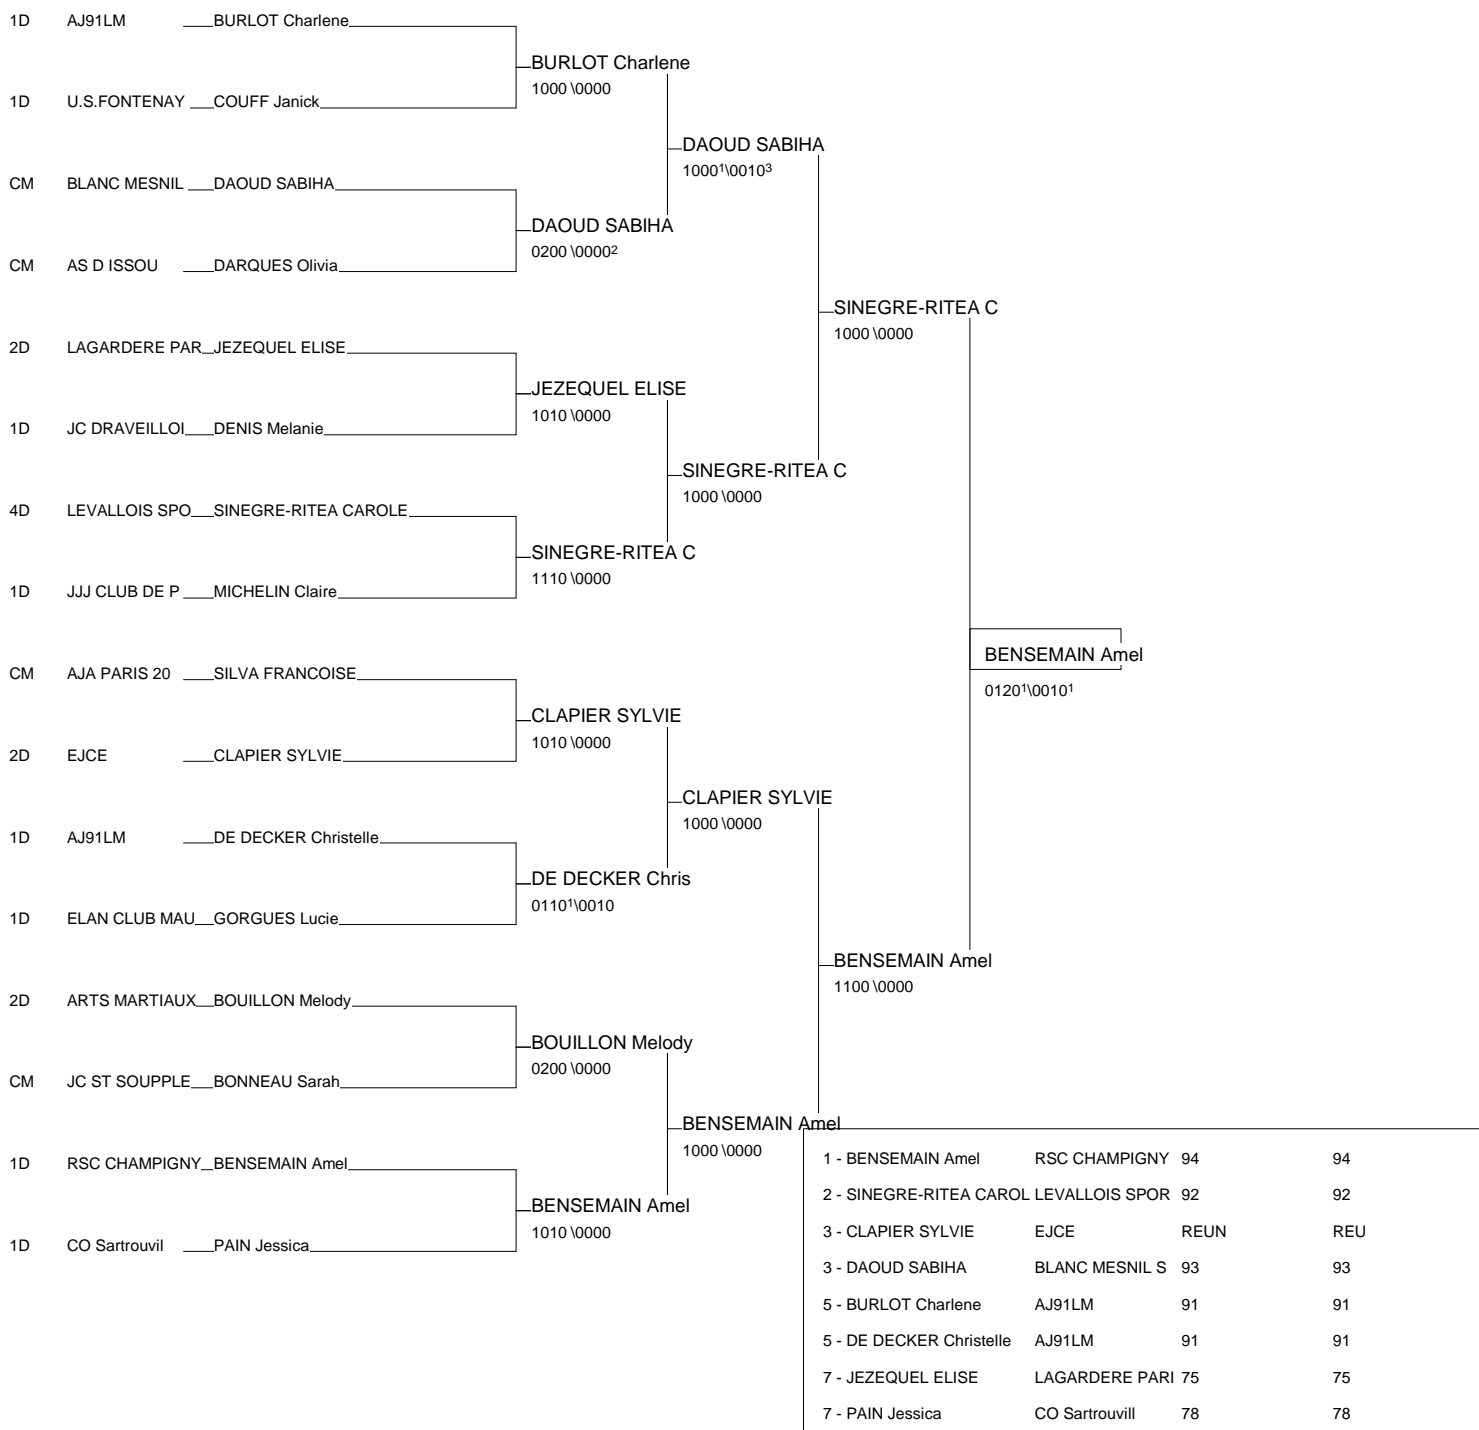 1D AJ91LM BURLOT Charlene
BURLOT Charlene
1000 \0000
1D U.S.FONTENAY COUFF Janick
DAOUD SABIHA
1000¹\0010³
CM BLANC MESNIL DAOUD SABIHA
DAOUD SABIHA
0200 \0000²
CM AS D ISSOU DARQUES Olivia
SINEGRE-RITEA C
1000 \0000
2D LAGARDERE PAR JEZEQUEL ELISE
JEZEQUEL ELISE
1010 \0000
1D JC DRAVEILLOI DENIS Melanie
SINEGRE-RITEA C
1000 \0000
4D LEVALLOIS SPO SINEGRE-RITEA CAROLE
SINEGRE-RITEA C
1110 \0000
1D JJJ CLUB DE P MICHELIN Claire
BENSEMAIN Amel
0120¹\0010¹
CM AJA PARIS 20 SILVA FRANCOISE
CLAPIER SYLVIE
1010 \0000
2D EJCE CLAPIER SYLVIE
CLAPIER SYLVIE
1000 \0000
1D AJ91LM DE DECKER Christelle
DE DECKER Chris
0110¹\0010
1D ELAN CLUB MAU GORGUES Lucie
BENSEMAIN Amel
1100 \0000
2D ARTS MARTIAUX BOUILLON Melody
BOUILLON Melody
0200 \0000
CM JC ST SOUPPLE BONNEAU Sarah
BENSEMAIN Amel
1000 \0000
1D RSC CHAMPIGNY BENSEMAIN Amel
BENSEMAIN Amel
1010 \0000
1D CO Sartrouvil PAIN Jessica
1 - BENSEMAIN Amel RSC CHAMPIGNY 94 94
2 - SINEGRE-RITEA CAROL LEVALLOIS SPOR 92 92
3 - CLAPIER SYLVIE EJCE REUN REU
3 - DAOUD SABIHA BLANC MESNIL S 93 93
5 - BURLOT Charlene AJ91LM 91 91
5 - DE DECKER Christelle AJ91LM 91 91
7 - JEZEQUEL ELISE LAGARDERE PARI 75 75
7 - PAIN Jessica CO Sartrouvill 78 78